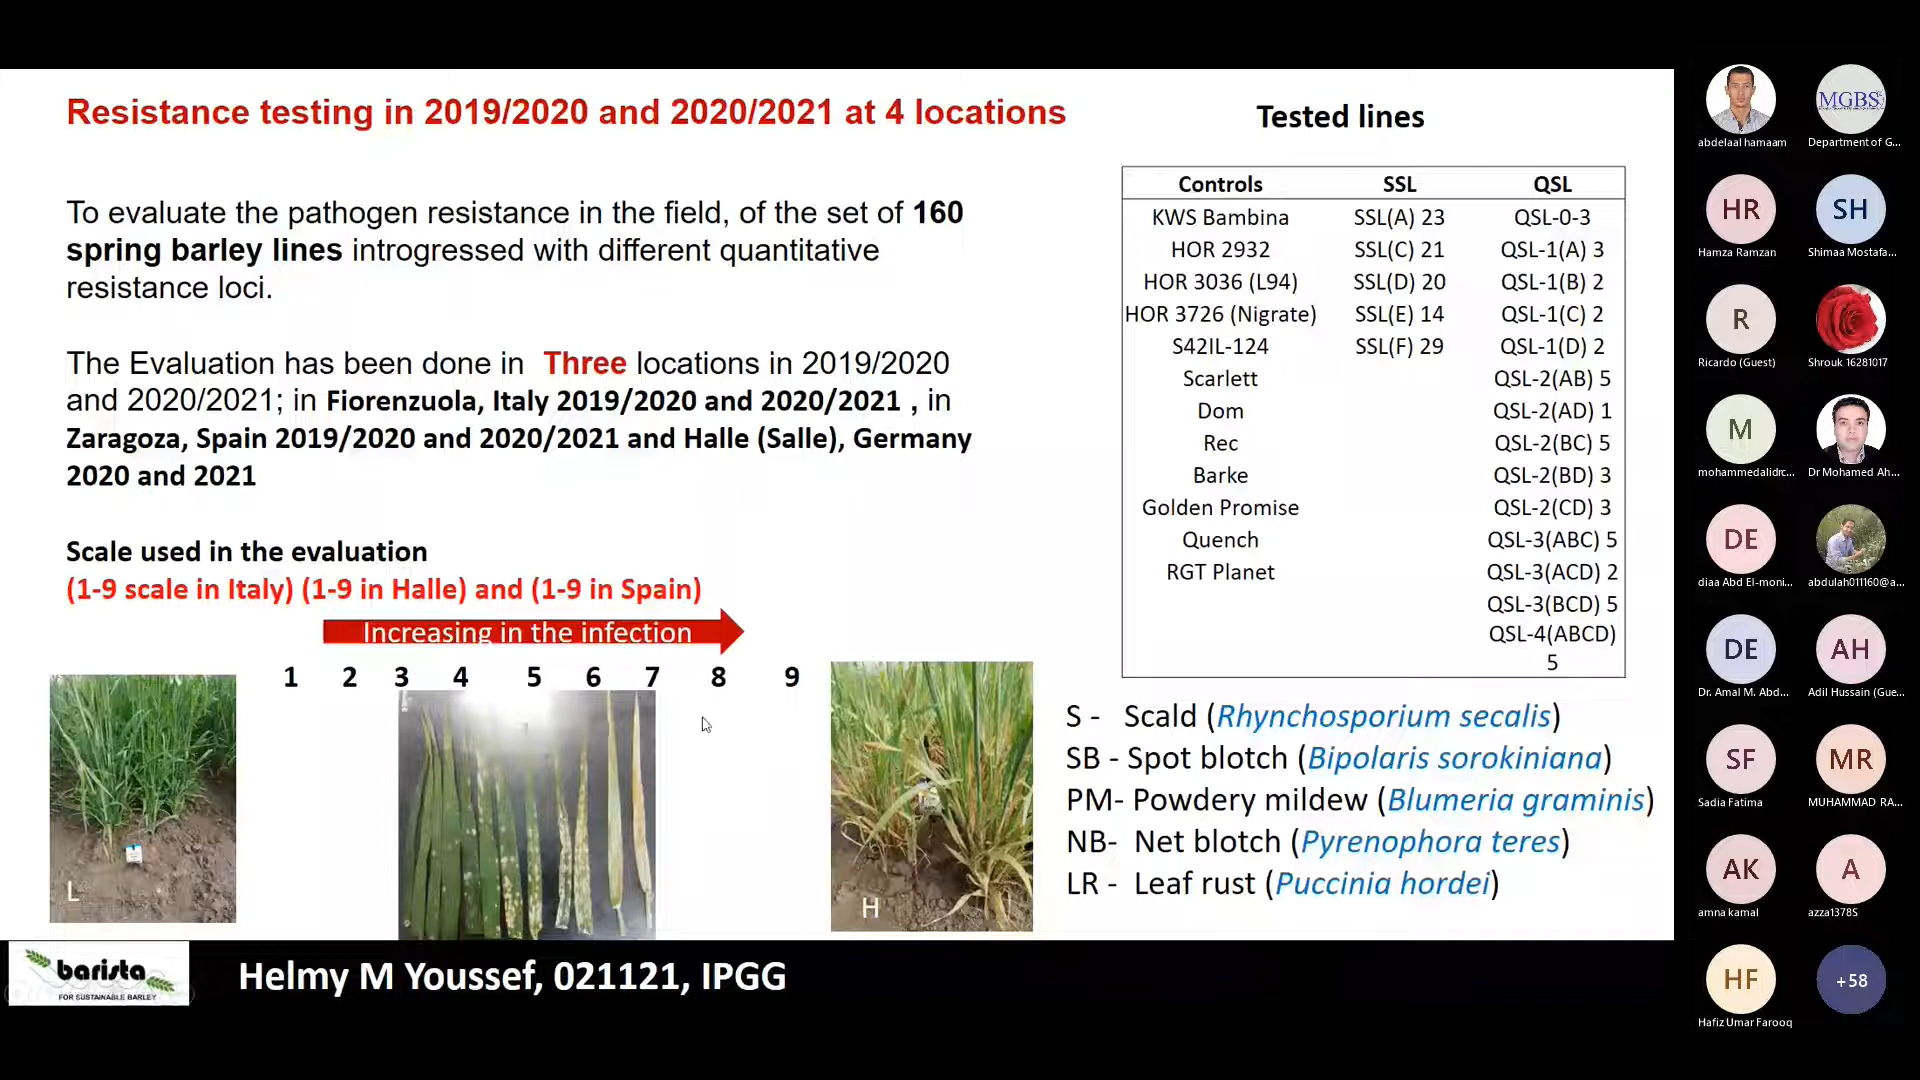 Resistance testing in 2019/2020 and 2020/2021 at 4 locations
To evaluate the pathogen resistance in the field, of the set of 160
spring barley lines introgressed with different quantitative
resistance loci.
The Evaluation has been done in Three locations in 2019/2020
and 2020/2021; in Fiorenzuola, Italy 2019/2020 and 2020/2021 , in
Zaragoza, Spain 2019/2020 and 2020/2021 and Halle (Salle), Germany
2020 and 2021
Scale used in the evaluation
(1-9 scale in Italy) (1-9 in Halle) and (1-9 in Spain)
Increasing in the infection
1 2 3 4 5 6 7 8 9
L
H
Tested lines
Controls SSL QSL
KWS Bambina SSL(A) 23 QSL-0-3
HOR 2932 SSL(C) 21 QSL-1(A) 3
HOR 3036 (L94) SSL(D) 20 QSL-1(B) 2
HOR 3726 (Nigrate) SSL(E) 14 QSL-1(C) 2
S42IL-124 SSL(F) 29 QSL-1(D) 2
Scarlett QSL-2(AB) 5
Dom QSL-2(AD) 1
Rec QSL-2(BC) 5
Barke QSL-2(BD) 3
Golden Promise QSL-2(CD) 3
Quench QSL-3(ABC) 5
RGT Planet QSL-3(ACD) 2
QSL-3(BCD) 5
QSL-4(ABCD)
5
S - Scald (Rhynchosporium secalis)
SB - Spot blotch (Bipolaris sorokiniana)
PM- Powdery mildew (Blumeria graminis)
NB- Net blotch (Pyrenophora teres)
LR - Leaf rust (Puccinia hordei)
barista
FOR SUSTAINABLE BARLEY
Helmy M Youssef, 021121, IPGG
MGBS
abdelaal hamaam Department of G...
HR SH
Hamza Ramzan Shimaa Mostafa...
R
Ricardo (Guest) Shrouk 16281017
M
mohammedalidrc... Dr Mohamed Ah...
DE
diaa Abd El-moni... abdulah011160@a...
DE AH
Dr. Amal M. Abd... Adil Hussain (Gue...
SF MR
Sadia Fatima MUHAMMAD RA...
AK A
amna kamal azza1378S
HF +58
Hafiz Umar Farooq